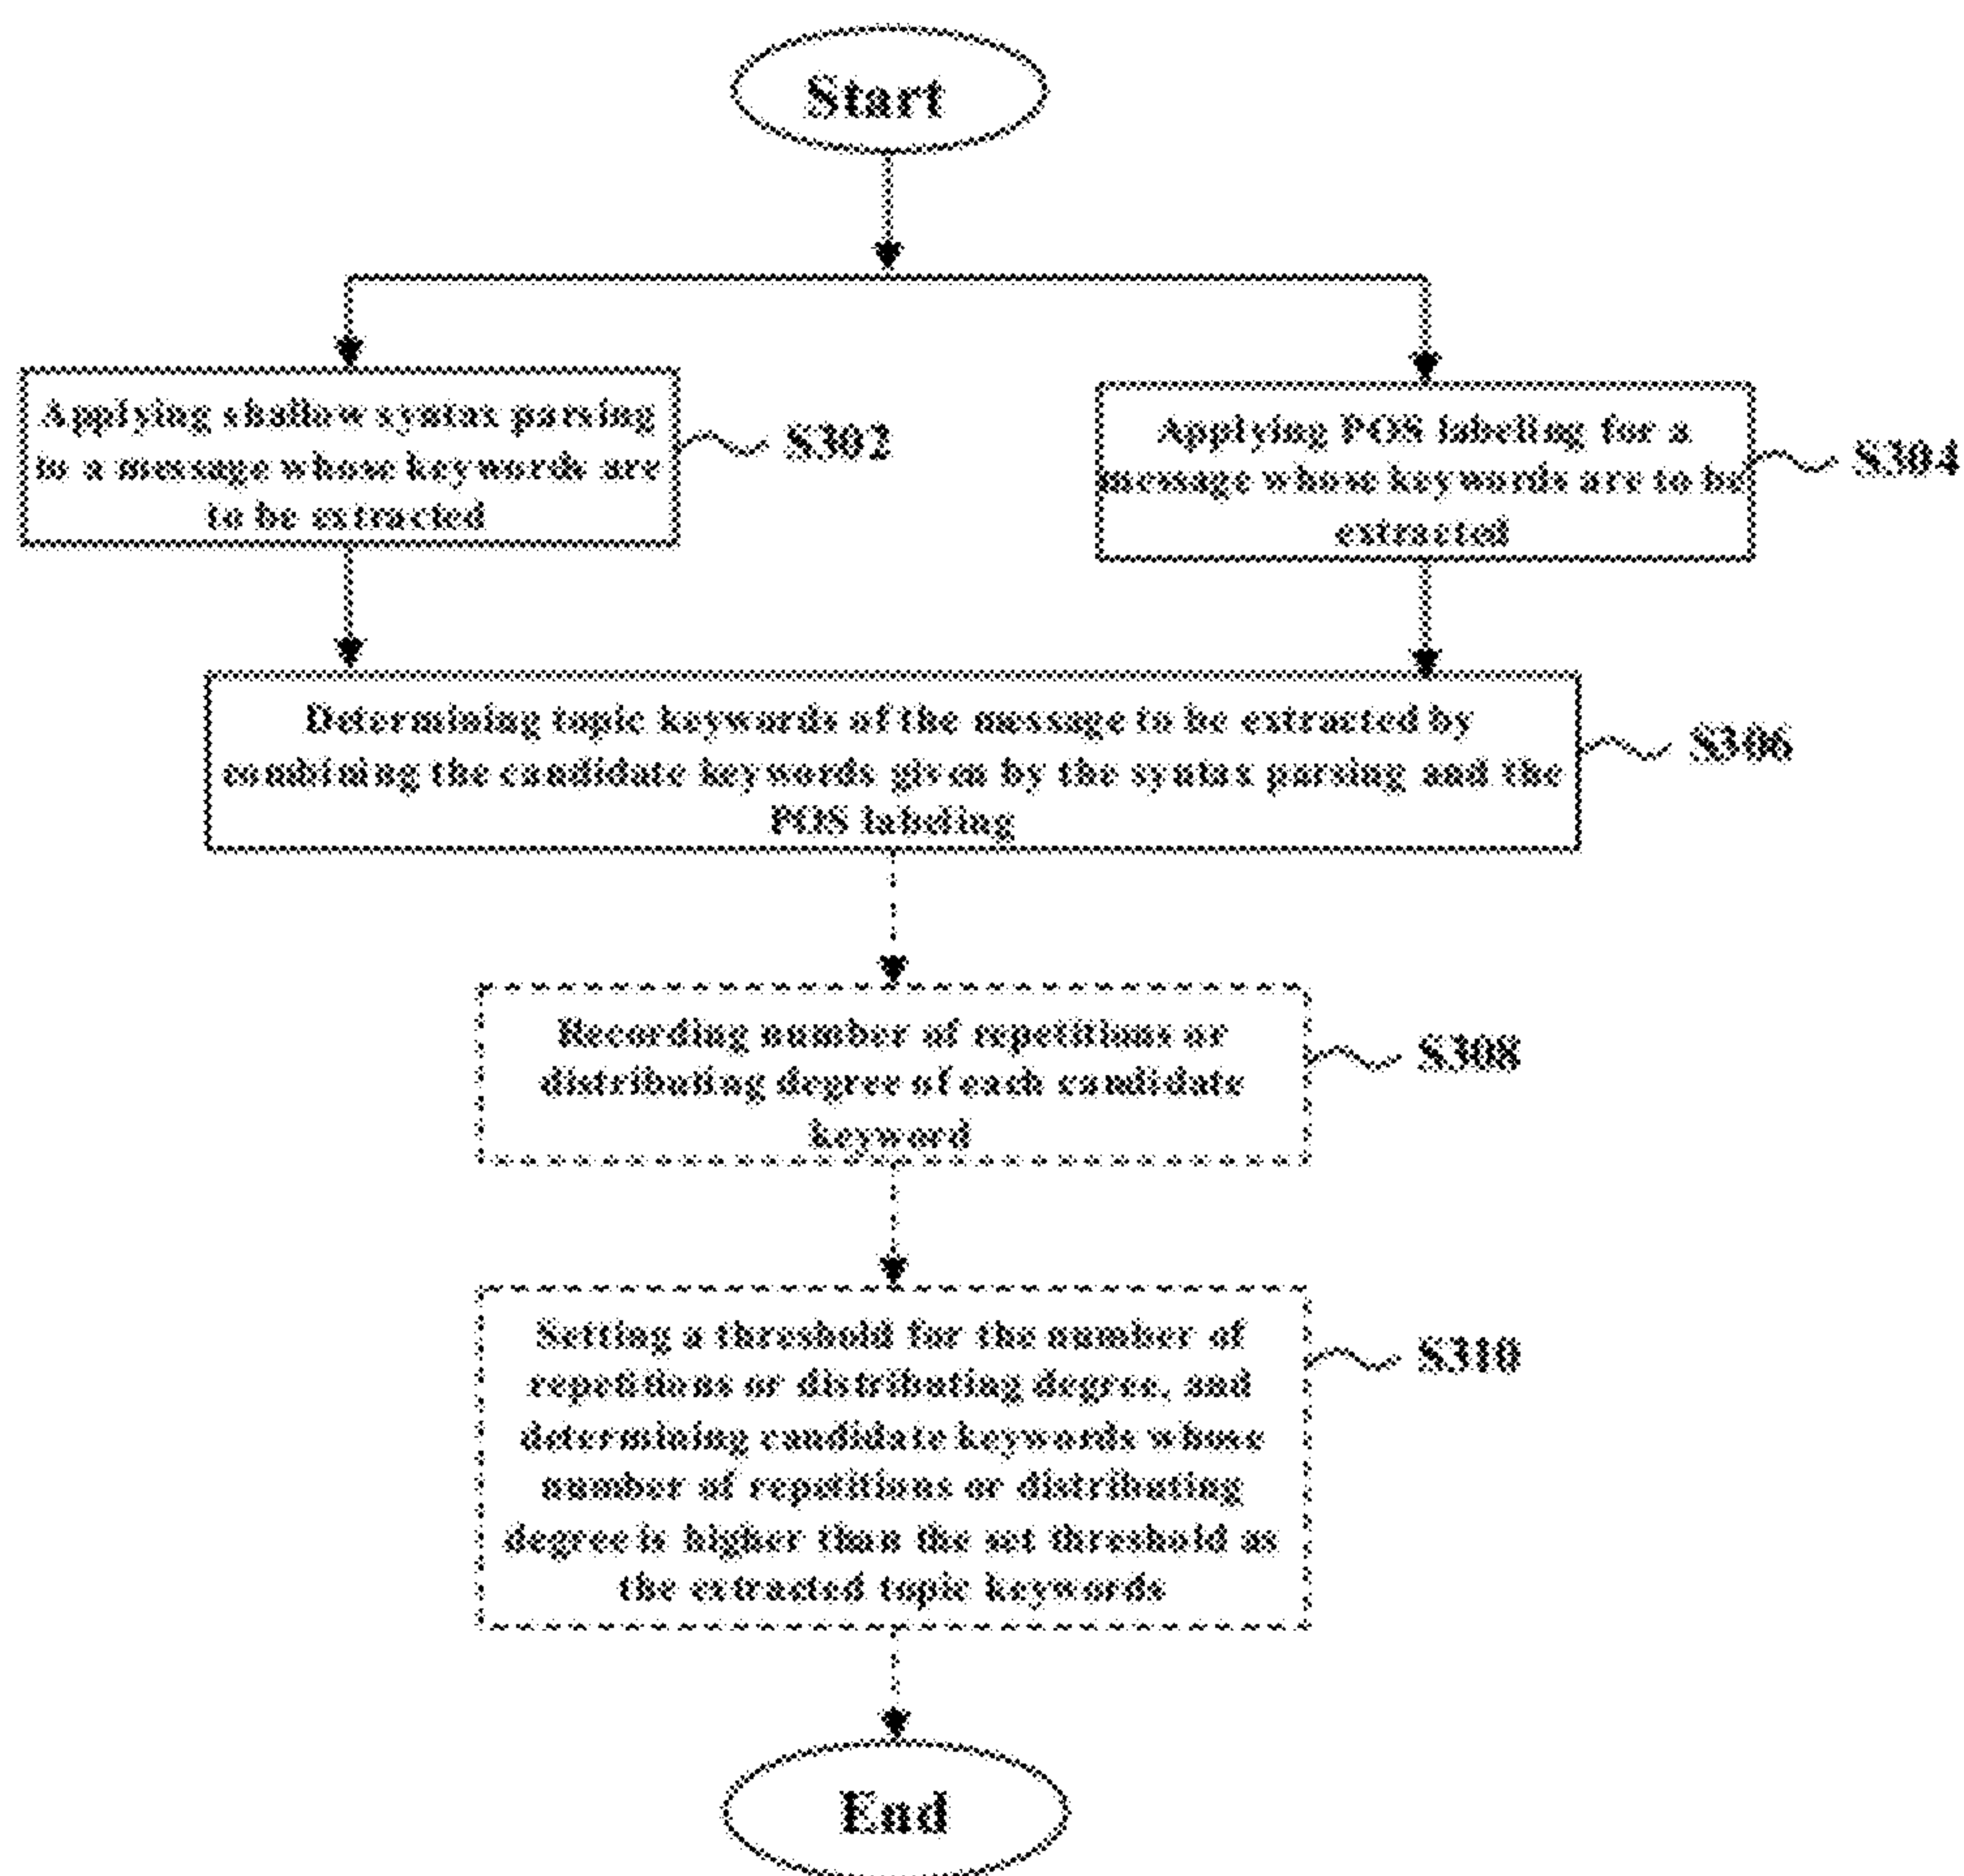 Start
Applying shallow syntax parsing
to a message whose keywords are
to be extracted
S302
Applying POS labeling for a
message whose keywords are to be
extracted
S304
Determining topic keywords of the message to be extracted by
combining the candidate keywords given by the syntax parsing and the
POS labeling
S306
Recording number of repetitions or
distributing degree of each candidate
keyword
S308
Setting a threshold for the number of
repetitions or distributing degree, and
determining candidate keywords whose
number of repetitions or distributing
degree is higher than the set threshold as
the extracted topic keywords
S310
End